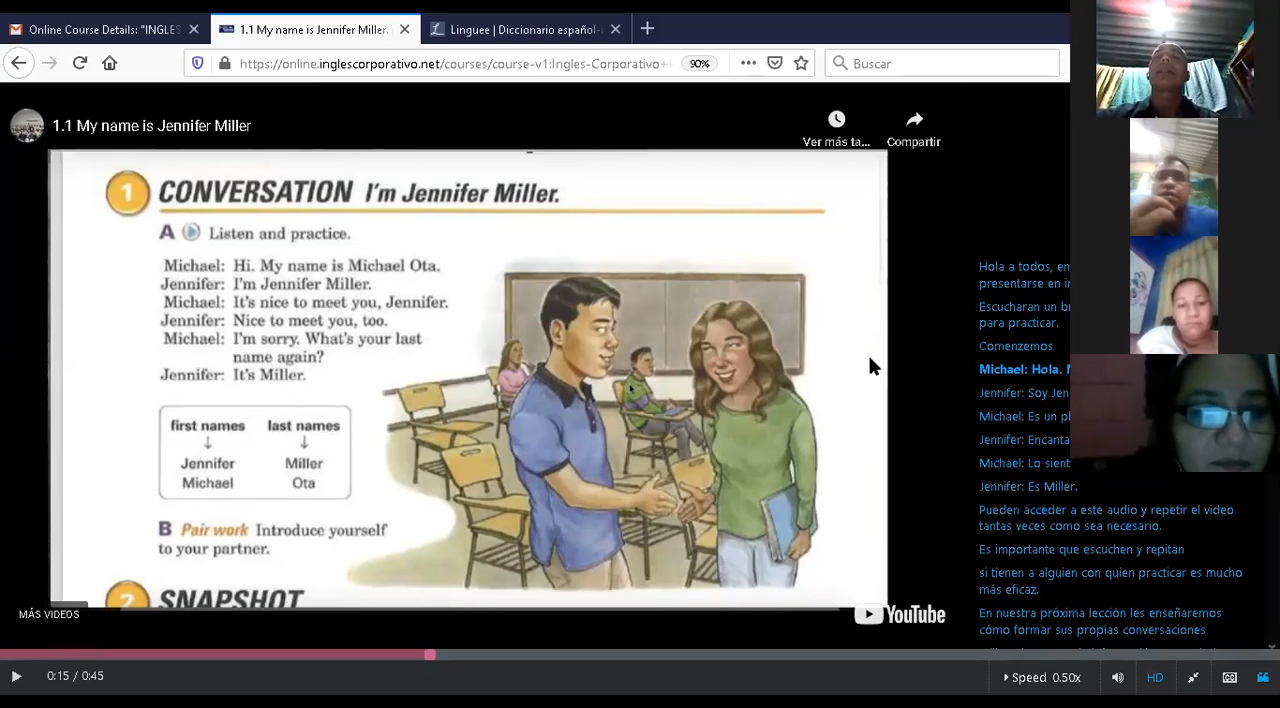 Online Course Details: "INGLES
1.1 My name is Jennifer Miller
Linguee | Diccionario español-
https://online.inglescorporativo.net/courses/course-v1:Ingles-Corporativo+
90%
Buscar
1.1 My name is Jennifer Miller
Ver más ta...
Compartir
1 CONVERSATION I'm Jennifer Miller.
A Listen and practice.
Michael: Hi. My name is Michael Ota.
Jennifer: I'm Jennifer Miller.
Michael: It's nice to meet you, Jennifer.
Jennifer: Nice to meet you, too.
Michael: I'm sorry. What's your last
name again?
Jennifer: It's Miller.
first names last names
Jennifer Miller
Michael Ota
B Pair work Introduce yourself
to your partner.
2 SNAPSHOT
MÁS VIDEOS
YouTube
Hola a todos, en
presentarse en
Escucharan un
para practicar.
Comenzemos
Michael: Hola.
Jennifer: Soy Jen
Michael: Es un
Jennifer: Encanta
Michael: Lo sient
Jennifer: Es Miller.
Pueden acceder a este audio y repetir el video
tantas veces como sea necesario.
Es importante que escuchen y repitan
si tienen a alguien con quien practicar es mucho
más eficaz.
En nuestra próxima lección les enseñaremos
cómo formar sus propias conversaciones
0:15 / 0:45
Speed 0.50x
HD
CC